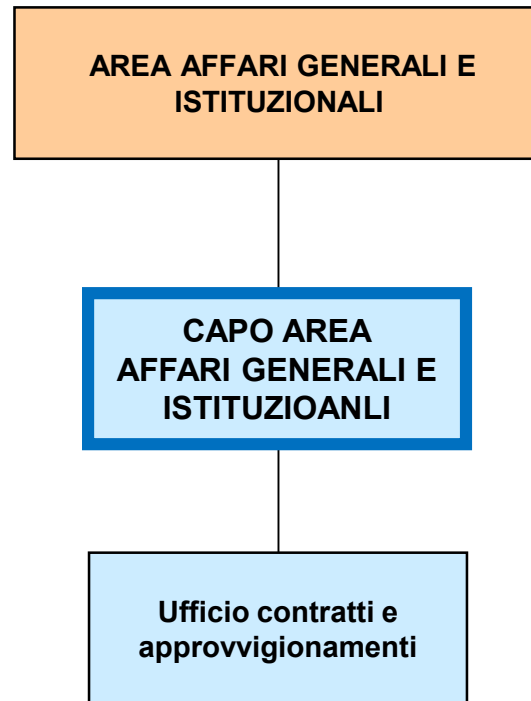 AREA AFFARI GENERALI E
ISTITUZIONALI
CAPO AREA
AFFARI GENERALI E
ISTITUZIOANLI
Ufficio contratti e
approvvigionamenti